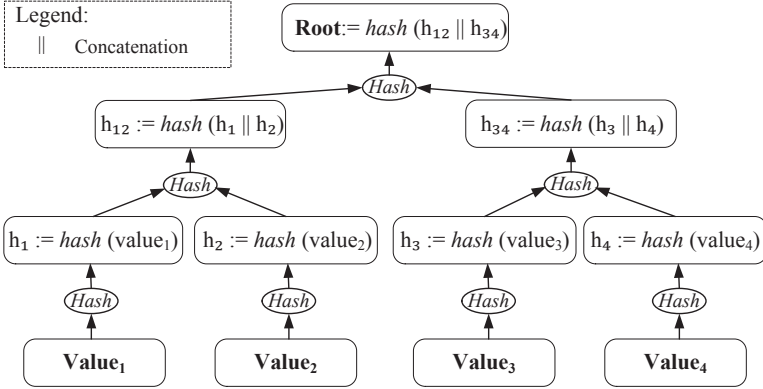 Legend:
|| Concatenation
Root:= hash (h₁₂ || h₃₄)
Hash
h₁₂ := hash (h₁ || h₂)
h₃₄ := hash (h₃ || h₄)
Hash
Hash
h₁ := hash (value₁)
h₂ := hash (value₂)
h₃ := hash (value₃)
h₄ := hash (value₄)
Hash
Hash
Hash
Hash
Value₁
Value₂
Value₃
Value₄